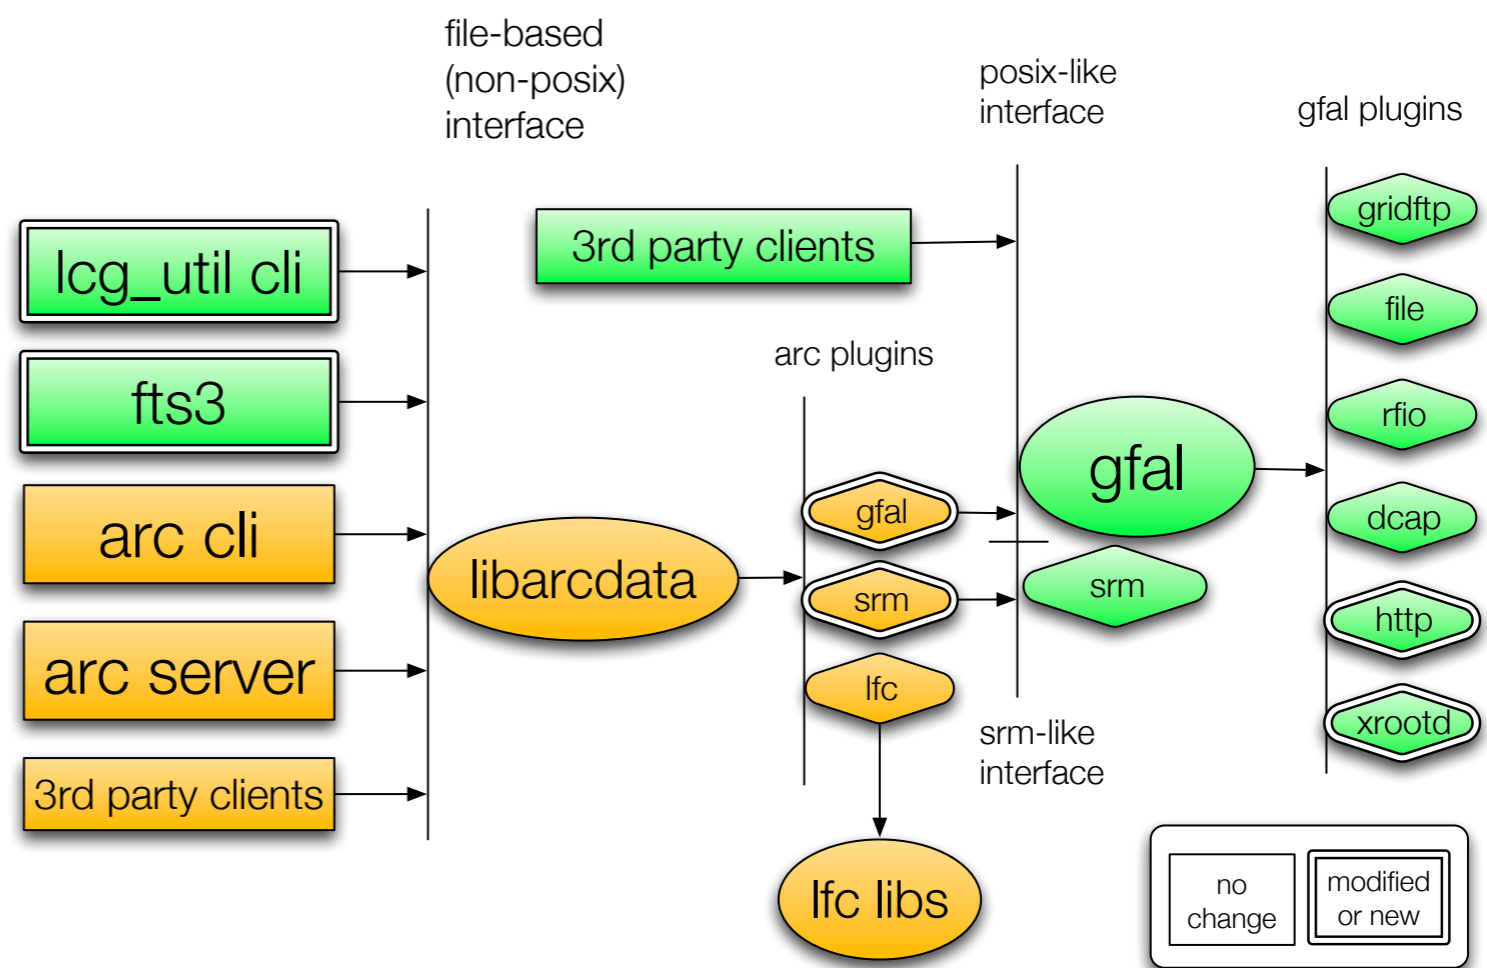 file-based
(non-posix)
interface
posix-like
interface
gfal plugins
lcg_util cli
fts3
arc cli
arc server
3rd party clients
3rd party clients
arc plugins
libarcdata
gfal
srm
lfc
lfc libs
gfal
srm
srm-like
interface
gridftp
file
rfio
dcap
http
xrootd
no
change
modified
or new